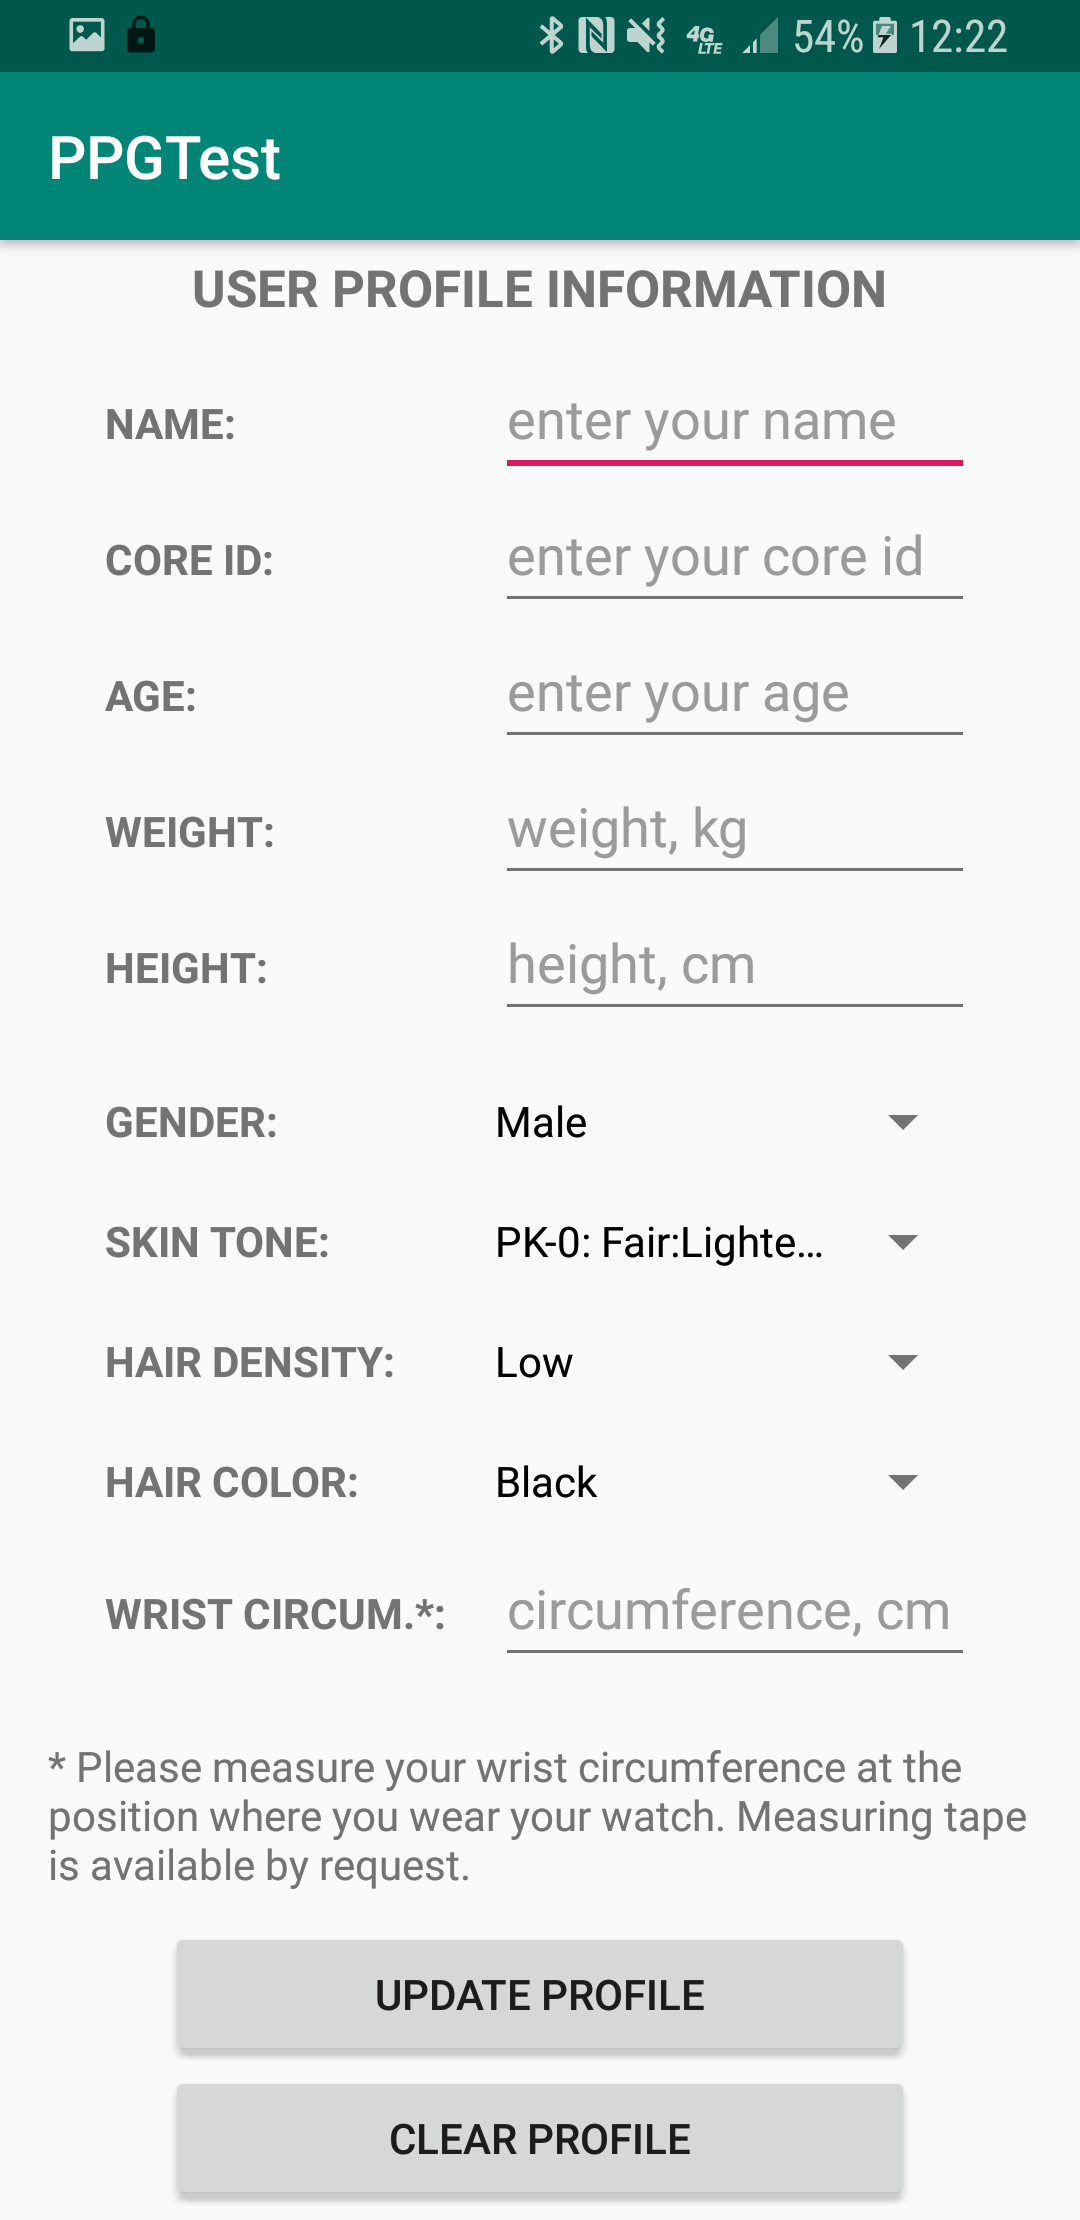 4G LTE 54% 12:22
PPGTest
USER PROFILE INFORMATION
NAME: enter your name
CORE ID: enter your core id
AGE: enter your age
WEIGHT: weight, kg
HEIGHT: height, cm
GENDER: Male
SKIN TONE: PK-0: Fair:Lighte...
HAIR DENSITY: Low
HAIR COLOR: Black
WRIST CIRCUM.*: circumference, cm
* Please measure your wrist circumference at the
position where you wear your watch. Measuring tape
is available by request.
UPDATE PROFILE
CLEAR PROFILE